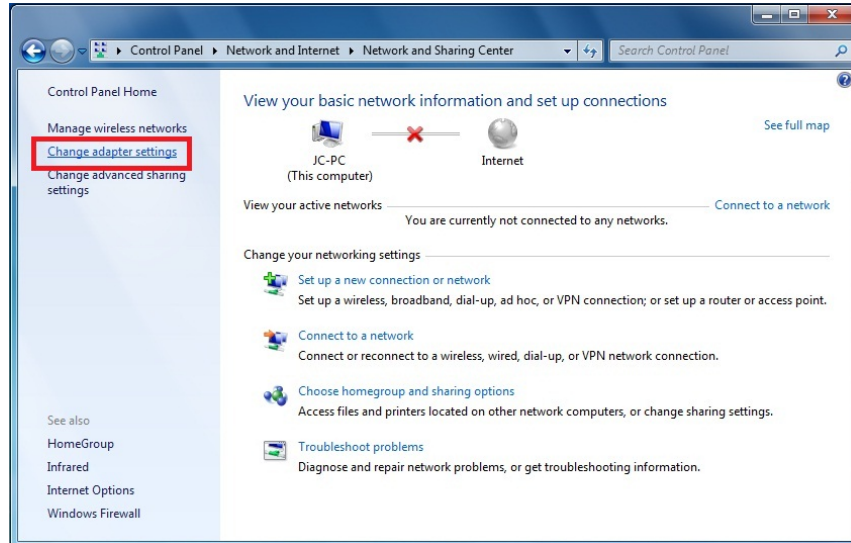 Control Panel ▸ Network and Internet ▸ Network and Sharing Center
Search Control Panel
Control Panel Home
Manage wireless networks
Change adapter settings
Change advanced sharing
settings
See also
HomeGroup
Infrared
Internet Options
Windows Firewall
View your basic network information and set up connections
See full map
JC-PC
(This computer)
Internet
View your active networks
Connect to a network
You are currently not connected to any networks.
Change your networking settings
Set up a new connection or network
Set up a wireless, broadband, dial-up, ad hoc, or VPN connection; or set up a router or access point.
Connect to a network
Connect or reconnect to a wireless, wired, dial-up, or VPN network connection.
Choose homegroup and sharing options
Access files and printers located on other network computers, or change sharing settings.
Troubleshoot problems
Diagnose and repair network problems, or get troubleshooting information.